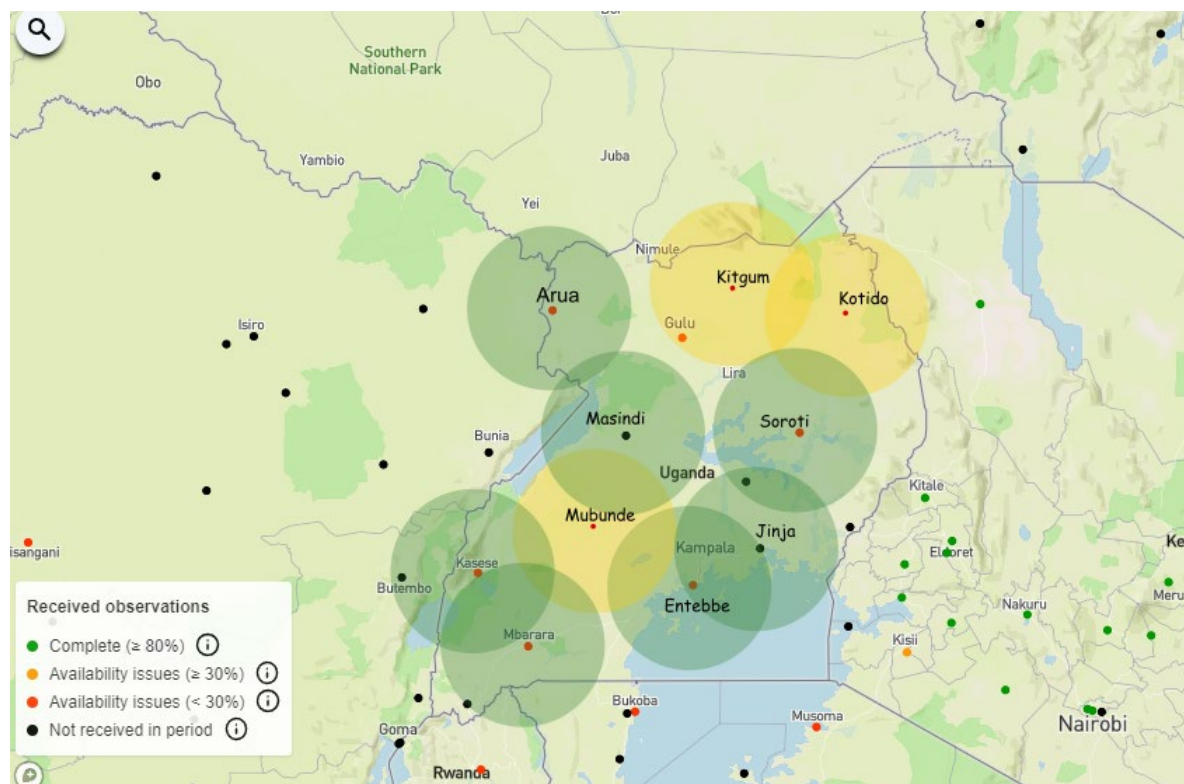 Bor
Southern
National Park
Obo
Yambio
Juba
Yei
Nimule
Kitgum
Kotido
Arua
Gulu
Isiro
Lira
Masindi
Soroti
Bunia
Uganda
Kitale
Mubunde
Jinja
Kampala
Eldoret
Ke
isangani
Kasese
Butembo
Meru
Entebbe
Nakuru
Mbarara
Kisii
Bukoba
Musoma
Nairobi
Goma
Rwanda
Received observations
Complete (≥ 80%) i
Availability issues (≥ 30%) i
Availability issues (< 30%) i
Not received in period i